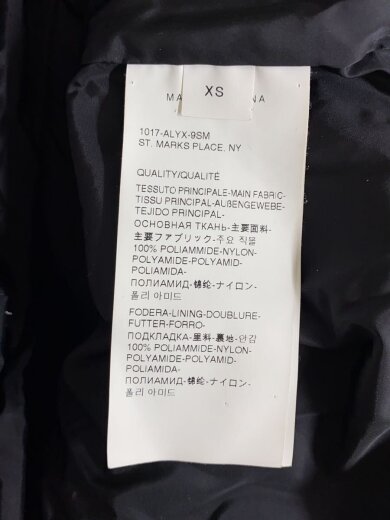 XS
1017-ALYX-9SM
ST. MARKS PLACE, NY
QUALITY/QUALITÉ
TESSUTO PRINCIPALE-MAIN FABRIC-
TISSU PRINCIPAL-AUßENGEWEBE-
TEJIDO PRINCIPAL-
ОСНОВНАЯ ТКАНЬ-主要面料-
主要ファブリック-주요 직물
100% POLIAMMIDE-NYLON-
POLYAMIDE-POLYAMID-
POLIAMIDA-
ПОЛИАМИД-锦纶-ナイロン-
폴리 아미드
FODERA-LINING-DOUBLURE-
FUTTER-FORRO-
ПОДКЛАДКА-里料-裏地-안감
100% POLIAMMIDE-NYLON-
POLYAMIDE-POLYAMID-
POLIAMIDA-
ПОЛИАМИД-锦纶-ナイロン-
폴리 아미드